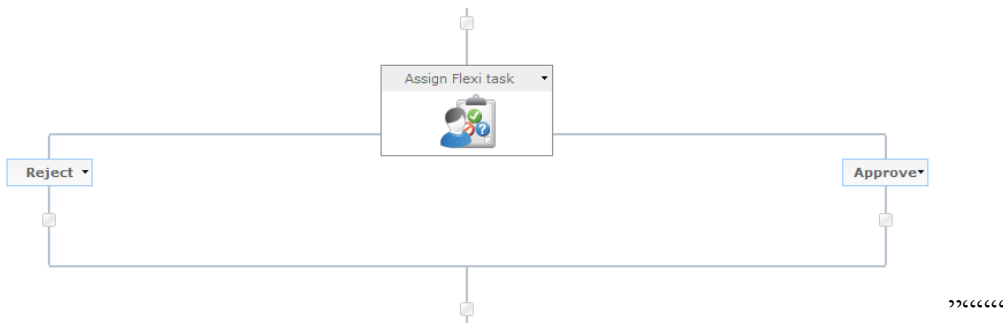 Assign Flexi task
Reject
Approve
”“““